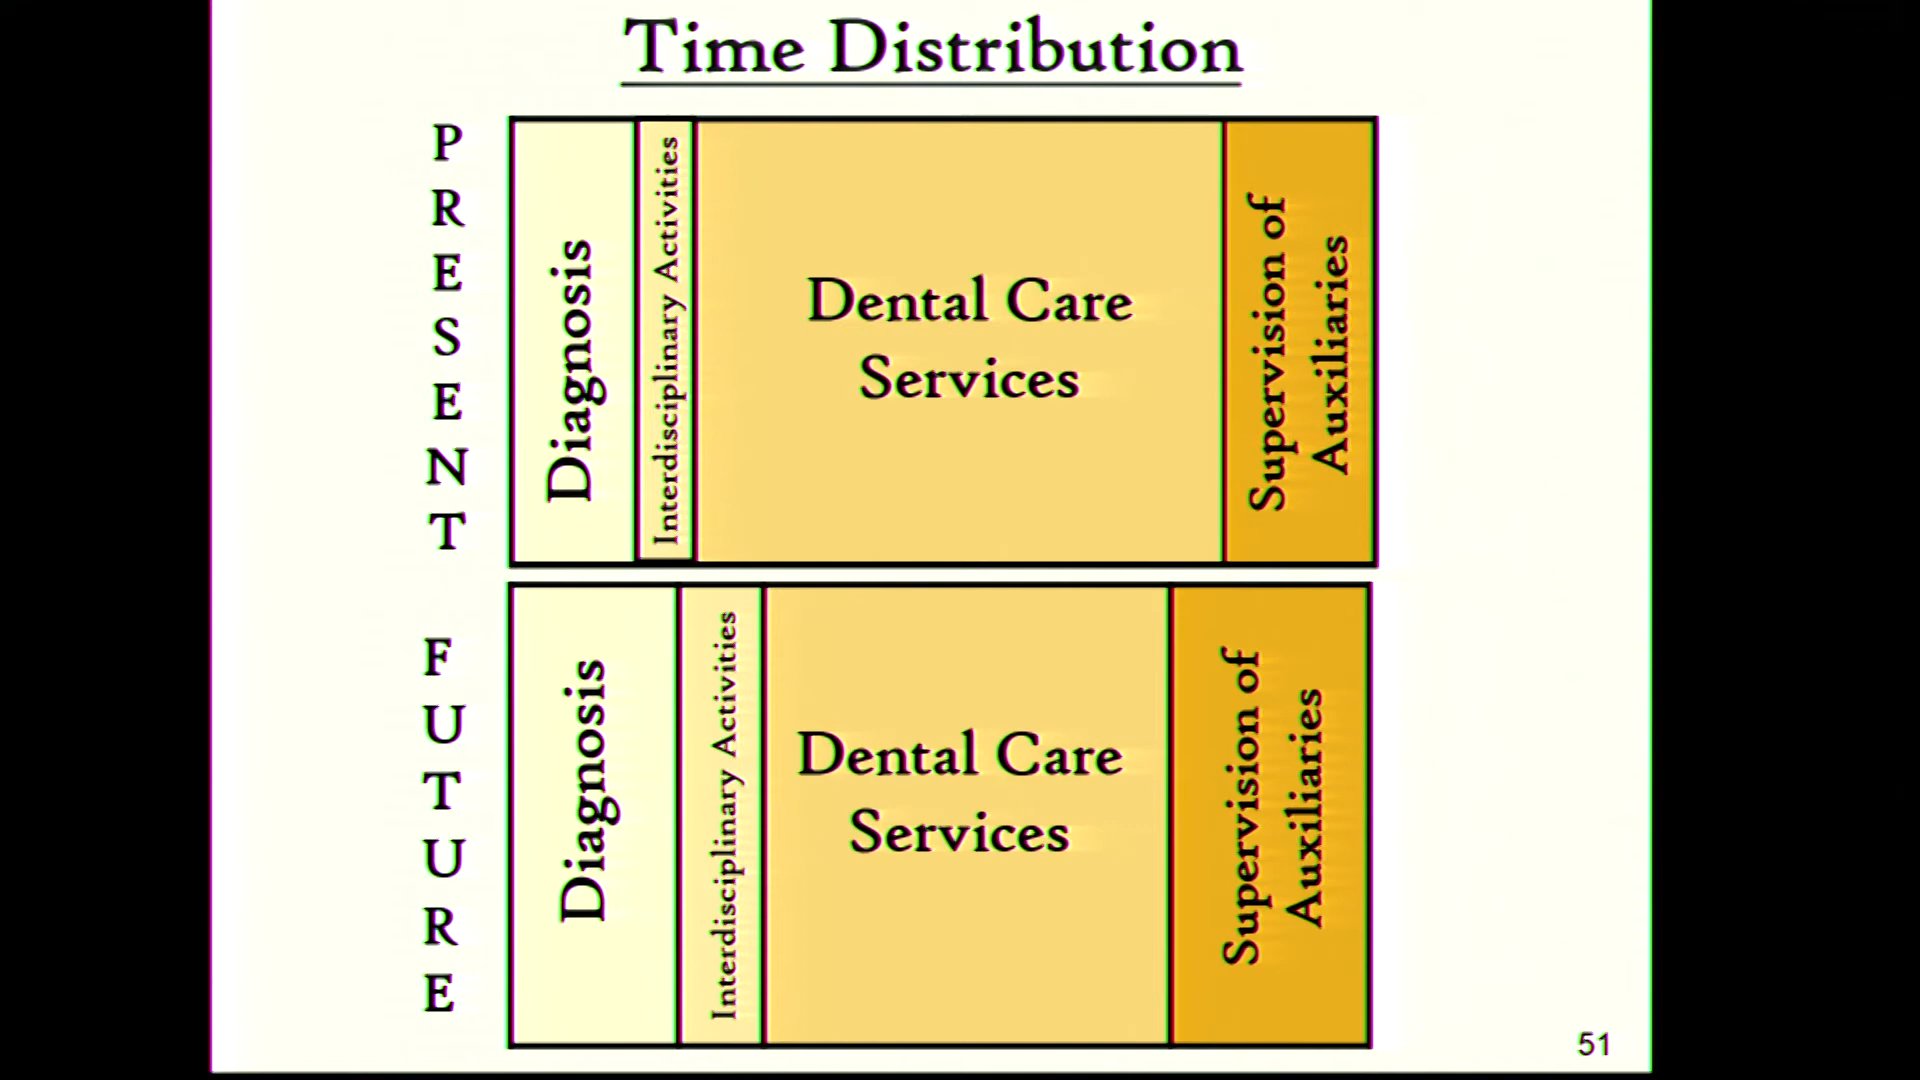 Time Distribution
PRESENT
Diagnosis
Interdisciplinary Activities
Dental Care
Services
Supervision of
Auxiliaries
FUTURE
Diagnosis
Interdisciplinary Activities
Dental Care
Services
Supervision of
Auxiliaries
51